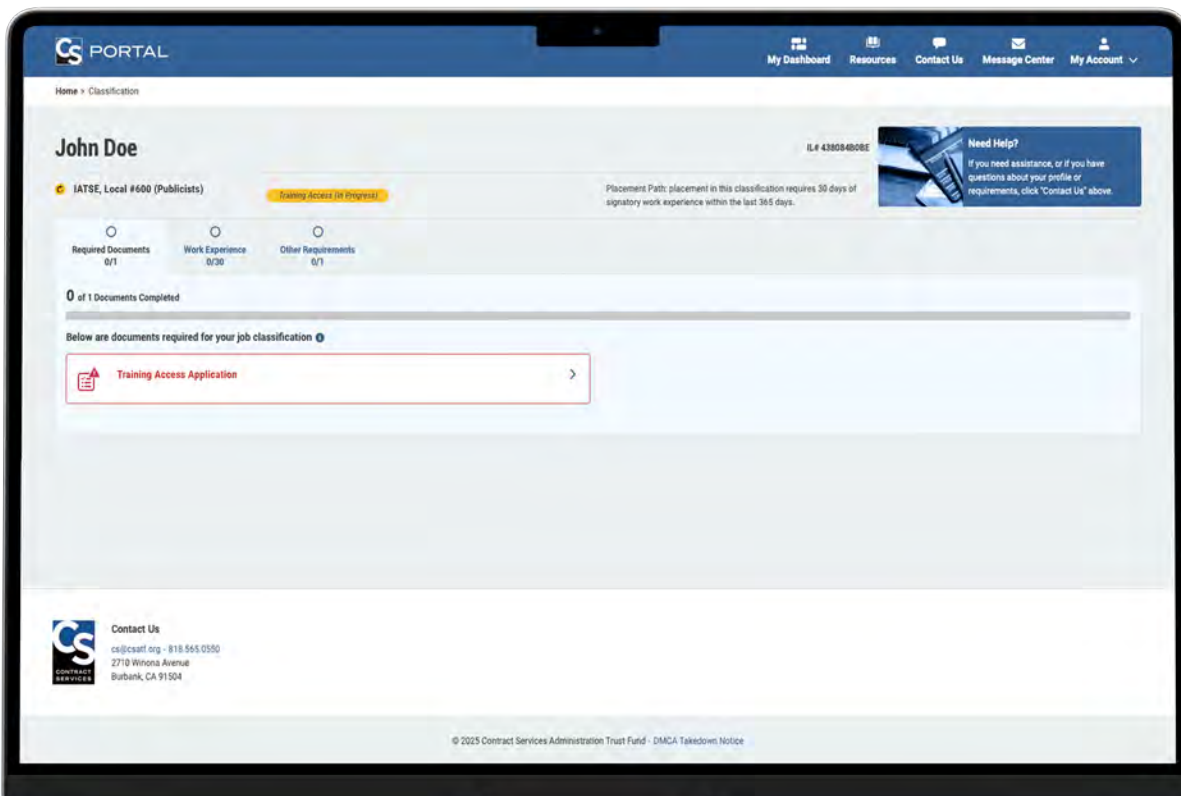 CS PORTAL
My Dashboard
Resources
Contact Us
Message Center
My Account
Home > Classification
John Doe
IL# 438084B0BE
Need Help?
If you need assistance, or if you have
questions about your profile or
requirements, click "Contact Us" above.
IATSE, Local #600 (Publicists)
Training Access (In Progress)
Placement Path: placement in this classification requires 30 days of
signatory work experience within the last 365 days.
Required Documents
0/1
Work Experience
0/30
Other Requirements
0/1
0 of 1 Documents Completed
Below are documents required for your job classification
Training Access Application
CS
CONTRACT
SERVICES
Contact Us
cs@csatf.org - 818.565.0550
2710 Winona Avenue
Burbank, CA 91504
© 2025 Contract Services Administration Trust Fund - DMCA Takedown Notice